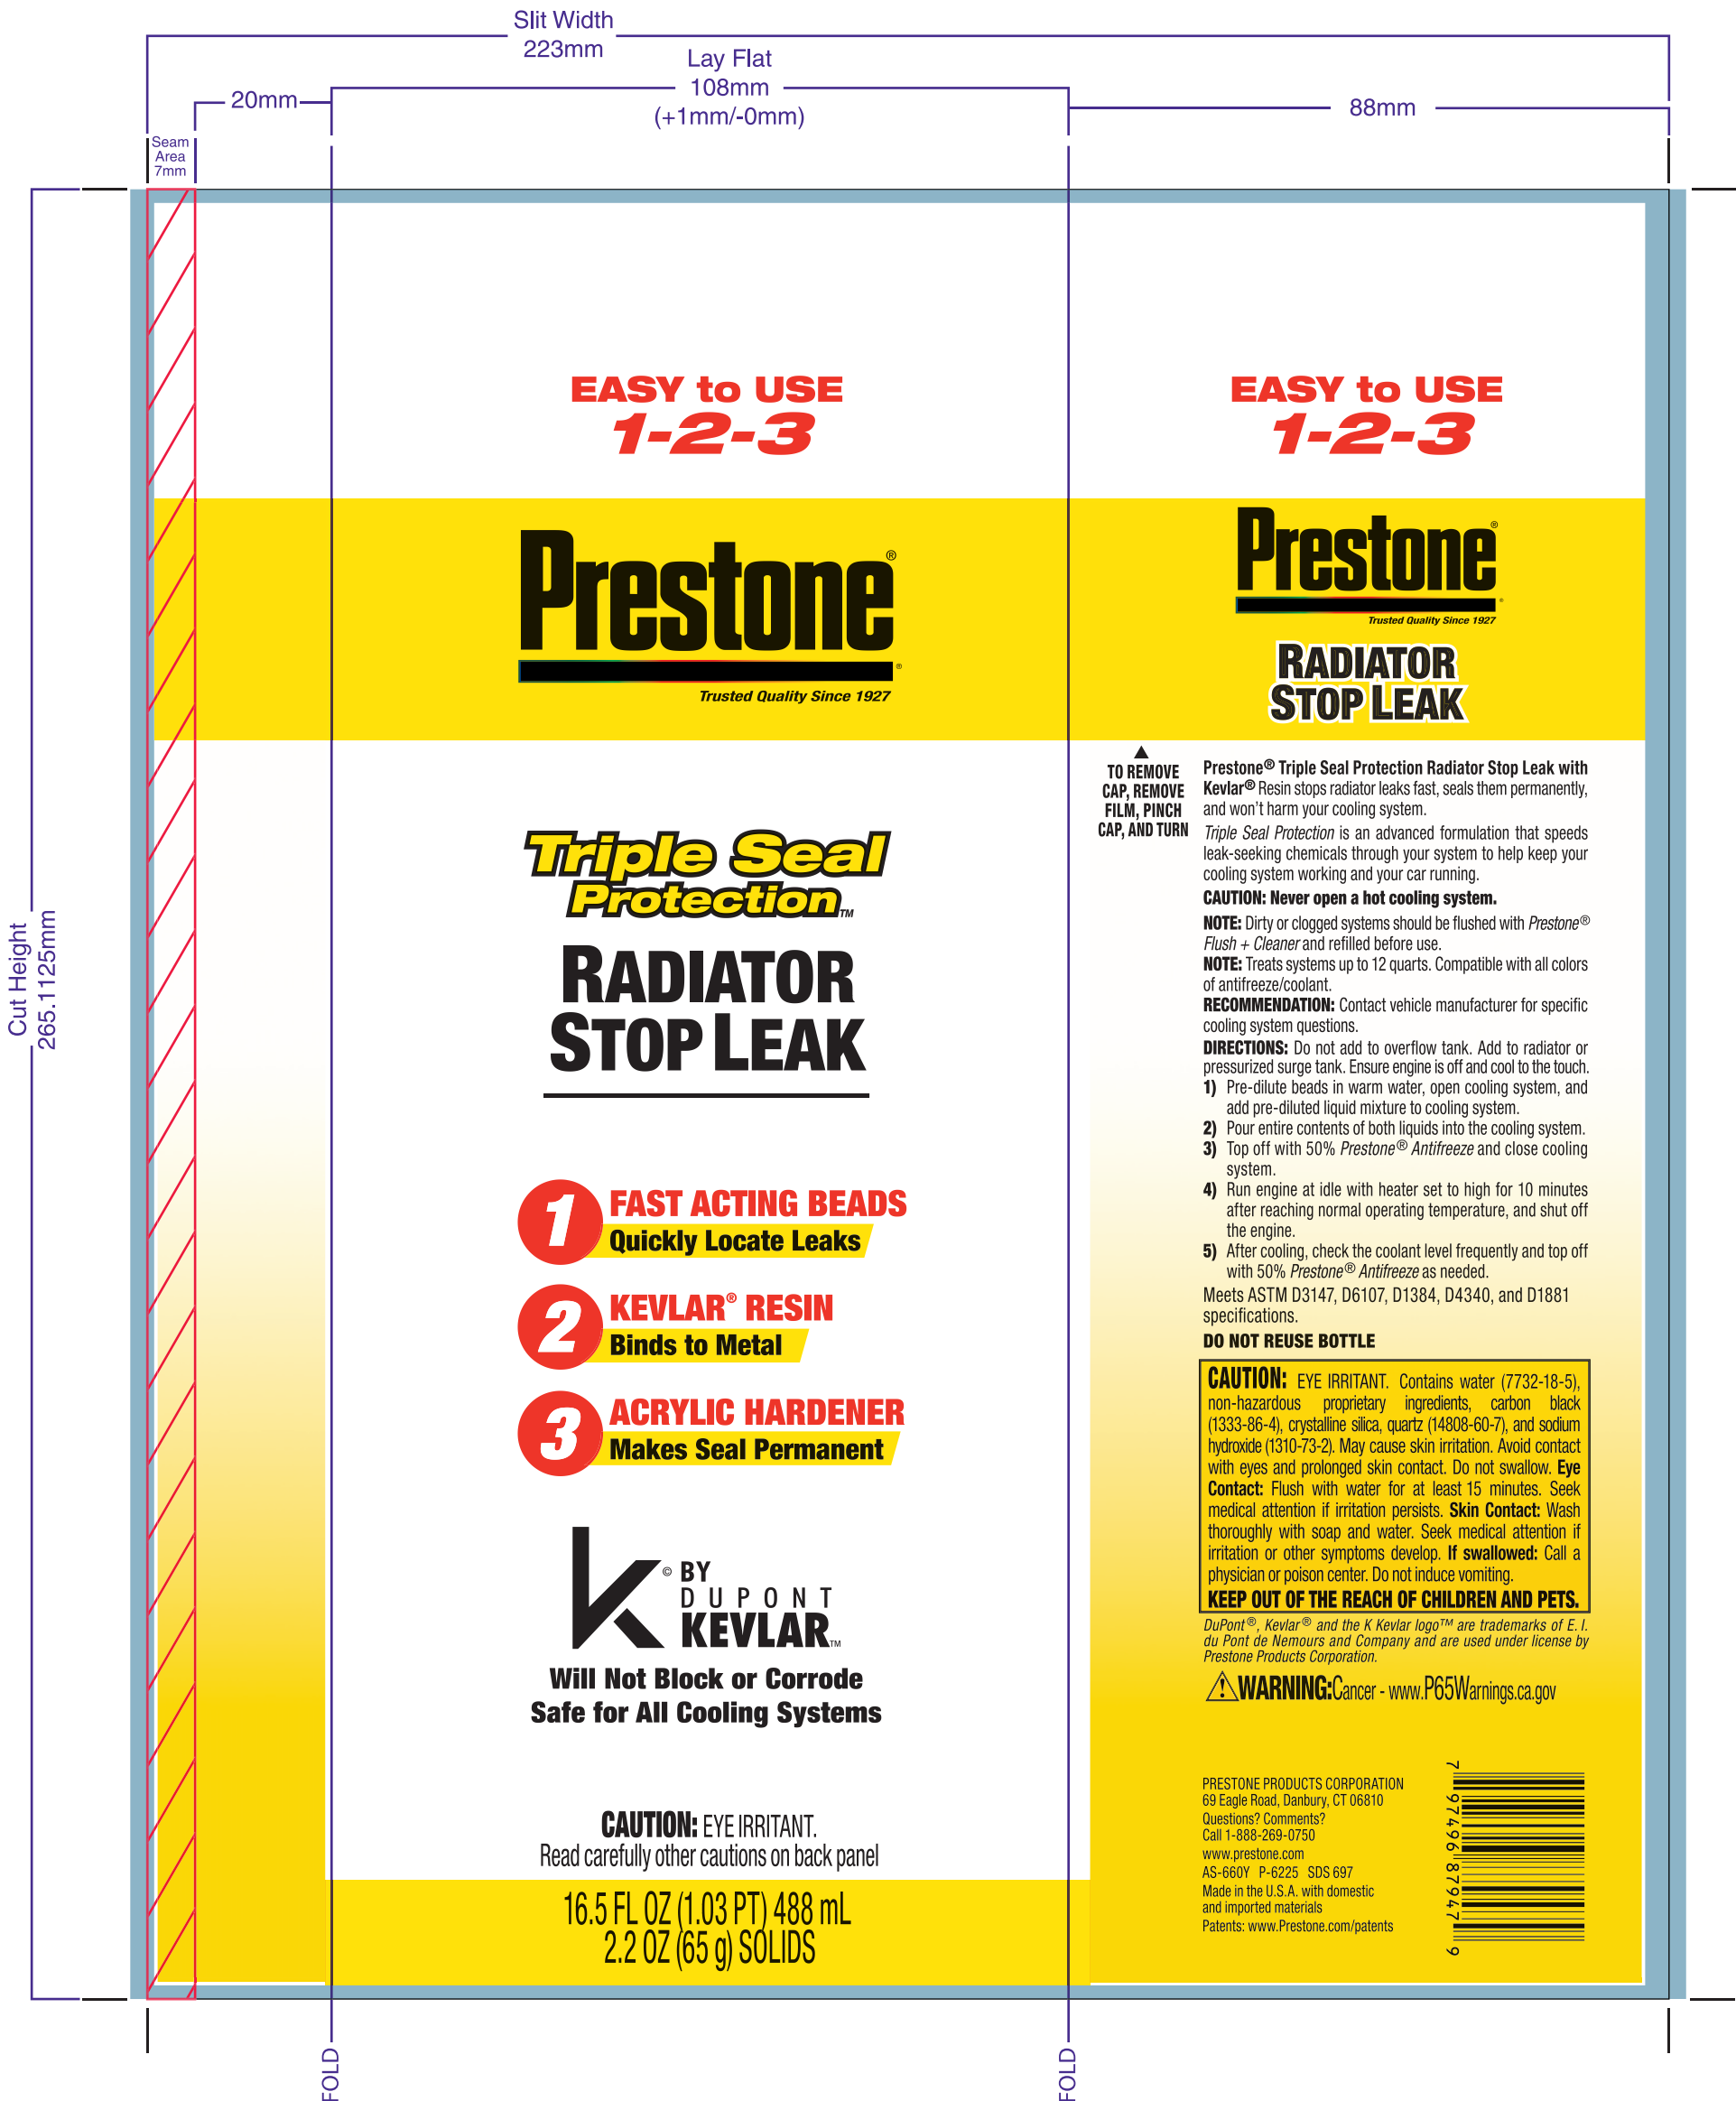 Slit Width
223mm
Lay Flat
108mm
(+1mm/-0mm)
20mm
88mm
Seam
Area
7mm
Cut Height
265.1125mm
EASY to USE
1-2-3
Prestone®
®
Trusted Quality Since 1927
Triple Seal
Protection™
RADIATOR
STOP LEAK
1 FAST ACTING BEADS
Quickly Locate Leaks
2 KEVLAR® RESIN
Binds to Metal
3 ACRYLIC HARDENER
Makes Seal Permanent
K © BY
DUPONT
KEVLAR™
Will Not Block or Corrode
Safe for All Cooling Systems
CAUTION: EYE IRRITANT.
Read carefully other cautions on back panel
16.5 FL OZ (1.03 PT) 488 mL
2.2 OZ (65 g) SOLIDS
EASY to USE
1-2-3
Prestone®
®
Trusted Quality Since 1927
RADIATOR
STOP LEAK
TO REMOVE
CAP, REMOVE
FILM, PINCH
CAP, AND TURN
Prestone® Triple Seal Protection Radiator Stop Leak with
Kevlar® Resin stops radiator leaks fast, seals them permanently,
and won't harm your cooling system.
Triple Seal Protection is an advanced formulation that speeds
leak-seeking chemicals through your system to help keep your
cooling system working and your car running.
CAUTION: Never open a hot cooling system.
NOTE: Dirty or clogged systems should be flushed with Prestone®
Flush + Cleaner and refilled before use.
NOTE: Treats systems up to 12 quarts. Compatible with all colors
of antifreeze/coolant.
RECOMMENDATION: Contact vehicle manufacturer for specific
cooling system questions.
DIRECTIONS: Do not add to overflow tank. Add to radiator or
pressurized surge tank. Ensure engine is off and cool to the touch.
1) Pre-dilute beads in warm water, open cooling system, and
add pre-diluted liquid mixture to cooling system.
2) Pour entire contents of both liquids into the cooling system.
3) Top off with 50% Prestone® Antifreeze and close cooling
system.
4) Run engine at idle with heater set to high for 10 minutes
after reaching normal operating temperature, and shut off
the engine.
5) After cooling, check the coolant level frequently and top off
with 50% Prestone® Antifreeze as needed.
Meets ASTM D3147, D6107, D1384, D4340, and D1881
specifications.
DO NOT REUSE BOTTLE
CAUTION: EYE IRRITANT. Contains water (7732-18-5),
non-hazardous proprietary ingredients, carbon black
(1333-86-4), crystalline silica, quartz (14808-60-7), and sodium
hydroxide (1310-73-2). May cause skin irritation. Avoid contact
with eyes and prolonged skin contact. Do not swallow. Eye
Contact: Flush with water for at least 15 minutes. Seek
medical attention if irritation persists. Skin Contact: Wash
thoroughly with soap and water. Seek medical attention if
irritation or other symptoms develop. If swallowed: Call a
physician or poison center. Do not induce vomiting.
KEEP OUT OF THE REACH OF CHILDREN AND PETS.
DuPont®, Kevlar® and the K Kevlar logo™ are trademarks of E. I.
du Pont de Nemours and Company and are used under license by
Prestone Products Corporation.
WARNING: Cancer - www.P65Warnings.ca.gov
PRESTONE PRODUCTS CORPORATION
69 Eagle Road, Danbury, CT 06810
Questions? Comments?
Call 1-888-269-0750
www.prestone.com
AS-660Y P-6225 SDS 697
Made in the U.S.A. with domestic
and imported materials
Patents: www.Prestone.com/patents
7 97496 87947 9
FOLD
FOLD